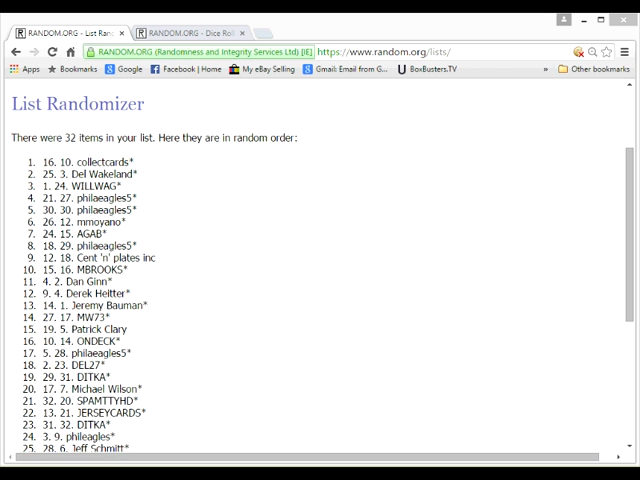 RANDOM.ORG - List Ran
RANDOM.ORG - Dice Roll
RANDOM.ORG (Randomness and Integrity Services Ltd) [IE] https://www.random.org/lists/
Apps Bookmarks Google Facebook | Home My eBay Selling Gmail: Email from G... BoxBusters.TV » Other bookmarks
List Randomizer
There were 32 items in your list. Here they are in random order:
1. 16. 10. collectcards*
2. 25. 3. Del Wakeland*
3. 1. 24. WILLWAG*
4. 21. 27. philaeagles5*
5. 30. 30. philaeagles5*
6. 26. 12. mmoyano*
7. 24. 15. AGAB*
8. 18. 29. philaeagles5*
9. 12. 18. Cent 'n' plates inc
10. 15. 16. MBROOKS*
11. 4. 2. Dan Ginn*
12. 9. 4. Derek Heitter*
13. 14. 1. Jeremy Bauman*
14. 27. 17. MW73*
15. 19. 5. Patrick Clary
16. 10. 14. ONDECK*
17. 5. 28. philaeagles5*
18. 2. 23. DEL27*
19. 29. 31. DITKA*
20. 17. 7. Michael Wilson*
21. 32. 20. SPAMTTYHD*
22. 13. 21. JERSEYCARDS*
23. 31. 32. DITKA*
24. 3. 9. phileagles*
25. 28. 6. Jeff Schmitt*